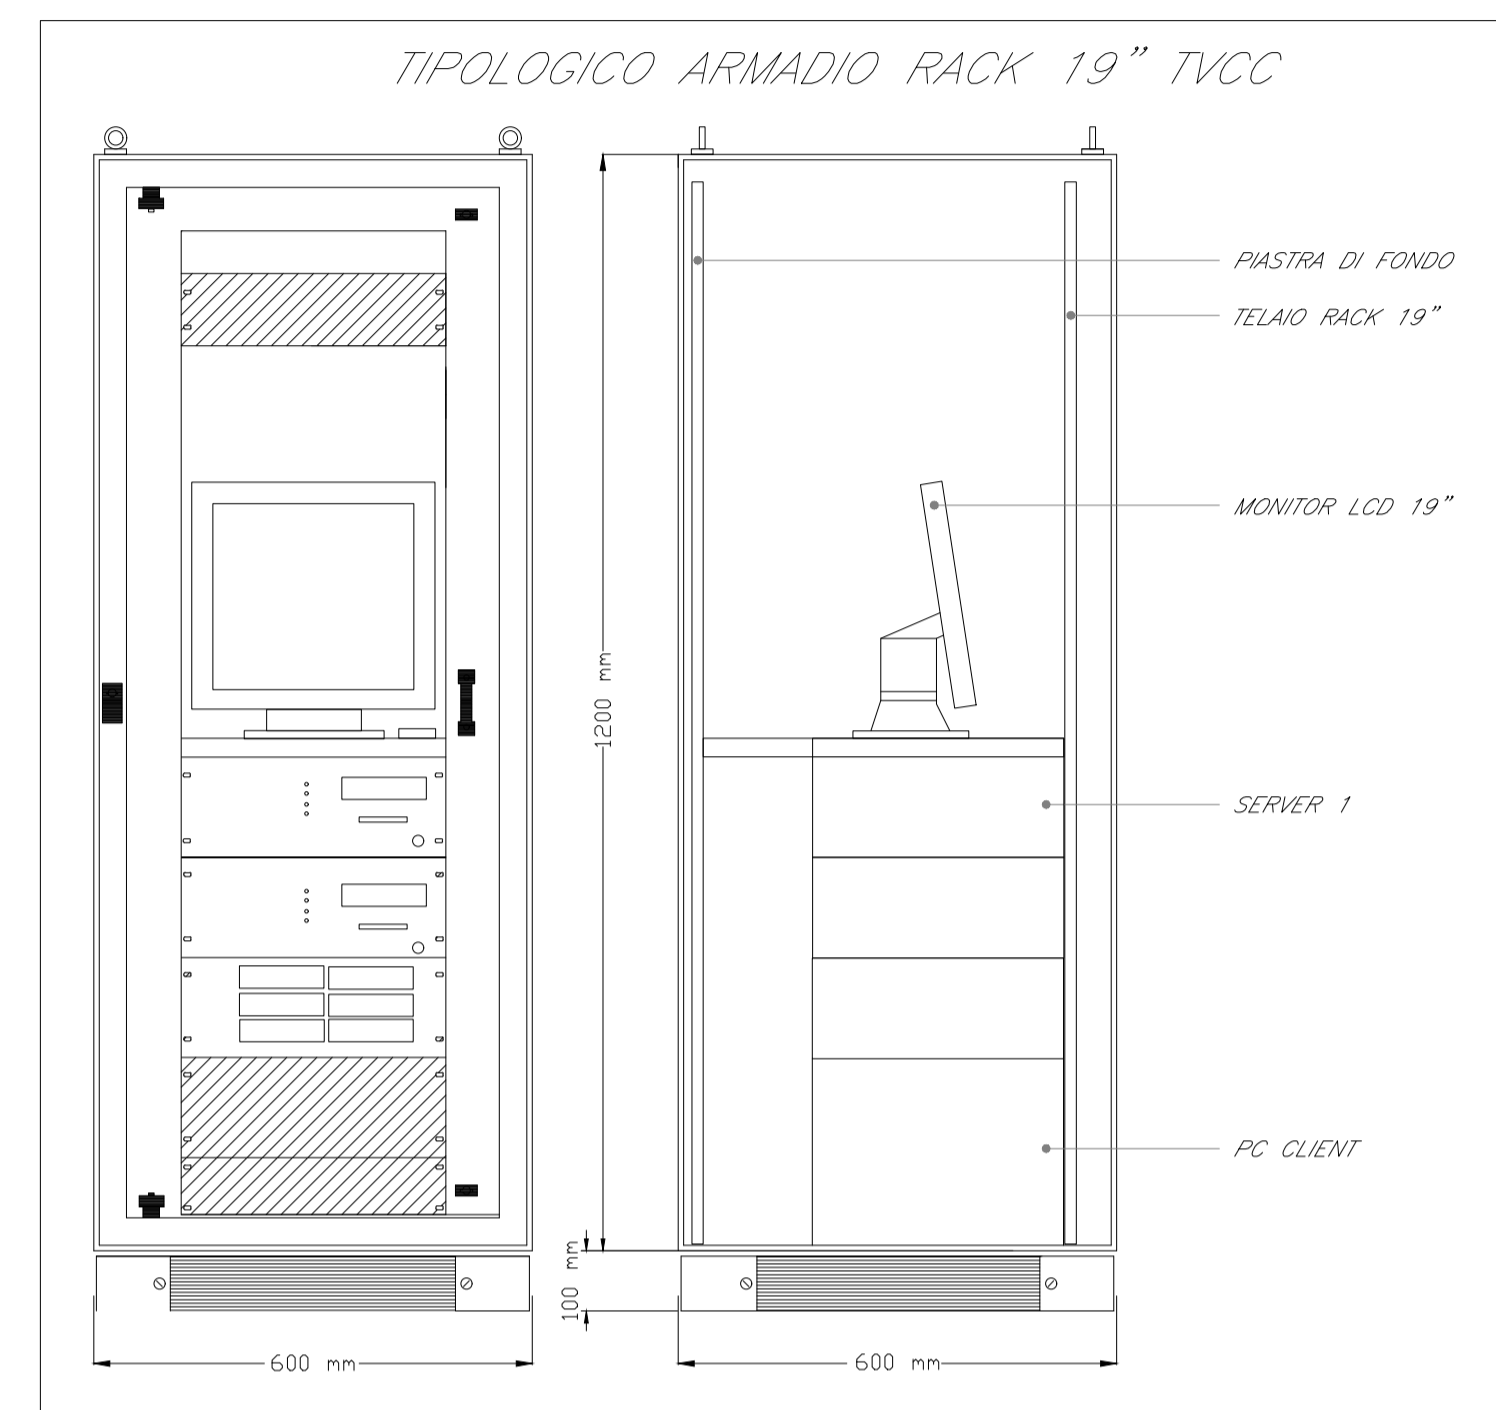 TIPOLOGICO ARMADIO RACK 19" TVCC
PIASTRA DI FONDO
TELAIO RACK 19"
MONITOR LCD 19"
1200 mm
SERVER 1
PC CLIENT
100 mm
600 mm
600 mm